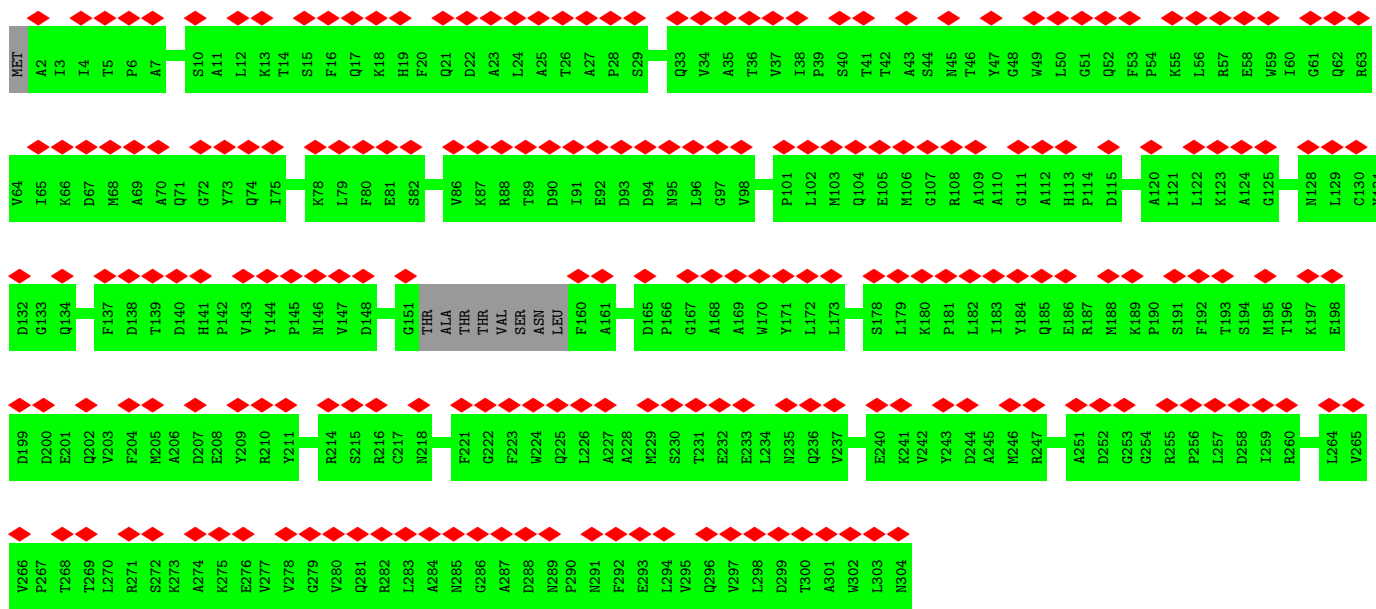 MET A2 I3 I4 T5 P6 A7 S10 A11 L12 K13 T14 S15 F16 Q17 K18 H19 F20 Q21 D22 A23 L24 A25 T26 A27 P28 S29 Q33 V34 A35 T36 V37 I38 P39 S40 T41 T42 A43 S44 N45 T46 Y47 G48 W49 L50 G51 Q52 F53 P54 K55 L56 R57 E58 W59 I60 G61 Q62 R63
V64 I65 K66 D67 M68 A69 A70 Q71 G72 Y73 Q74 I75 K78 L79 F80 E81 S82 V86 K87 R88 T89 D90 I91 E92 D93 D94 N95 L96 G97 V98 P101 L102 M103 Q104 E105 M106 G107 R108 A109 A110 G111 A112 H113 P114 D115 A120 L121 L122 K123 A124 G125 N128 L129 C130
D132 G133 Q134 F137 D138 T139 D140 H141 P142 V143 Y144 P145 N146 V147 D148 G151 THR ALA THR THR VAL SER ASN LEU F160 A161 D165 P166 G167 A168 A169 W170 Y171 L172 L173 S178 L179 K180 P181 L182 I183 Y184 Q185 E186 R187 M188 K189 P190 S191 F192 T193 S194 M195 T196 K197 E198
D199 D200 E201 Q202 V203 F204 M205 A206 D207 E208 Y209 R210 Y211 R214 S215 R216 C217 N218 F221 G222 F223 W224 Q225 L226 A227 A228 M229 S230 T231 E232 E233 L234 N235 Q236 V237 E240 K241 V242 Y243 D244 A245 M246 R247 A251 D252 G253 G254 R255 P256 L257 D258 I259 R260 L264 V265
V266 P267 T268 T269 L270 R271 S272 K273 A274 K275 E276 V277 V278 G279 V280 Q281 R282 L283 A284 N285 G286 A287 D288 N289 P290 N291 F292 E293 L294 V295 Q296 V297 L298 D299 T300 A301 W302 L303 N304